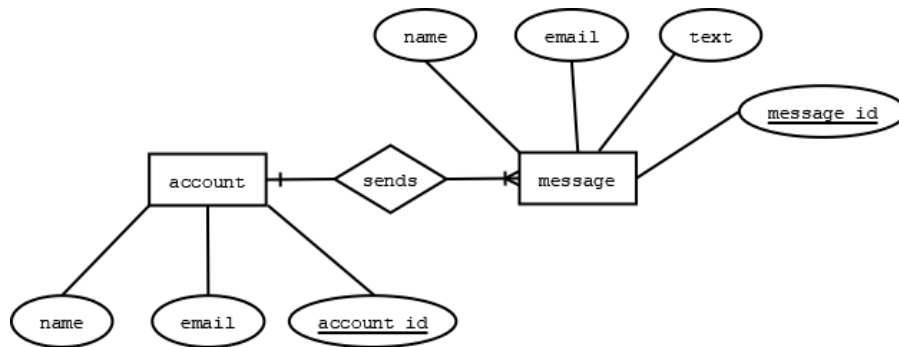 name
email
text
message id
account
sends
message
name
email
account id